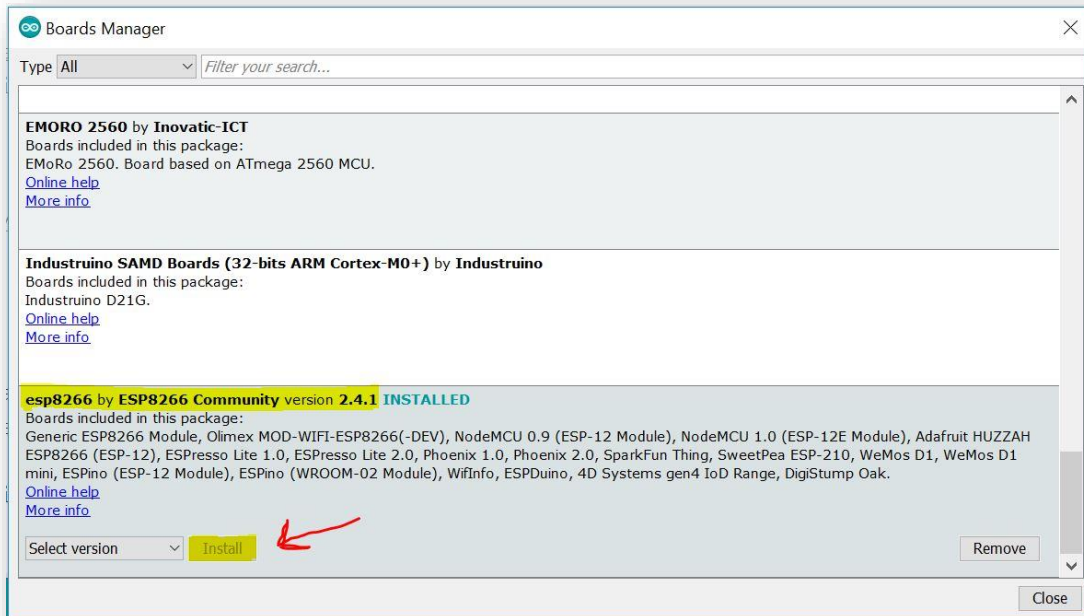 Boards Manager
Type All Filter your search...
EMORO 2560 by Inovatic-ICT
Boards included in this package:
EMoRo 2560. Board based on ATmega 2560 MCU.
Online help
More info
Industruino SAMD Boards (32-bits ARM Cortex-M0+) by Industruino
Boards included in this package:
Industruino D21G.
Online help
More info
esp8266 by ESP8266 Community version 2.4.1 INSTALLED
Boards included in this package:
Generic ESP8266 Module, Olimex MOD-WIFI-ESP8266(-DEV), NodeMCU 0.9 (ESP-12 Module), NodeMCU 1.0 (ESP-12E Module), Adafruit HUZZAH
ESP8266 (ESP-12), ESPresso Lite 1.0, ESPresso Lite 2.0, Phoenix 1.0, Phoenix 2.0, SparkFun Thing, SweetPea ESP-210, WeMos D1, WeMos D1
mini, ESPino (ESP-12 Module), ESPino (WROOM-02 Module), WifInfo, ESPDuino, 4D Systems gen4 IoD Range, DigiStump Oak.
Online help
More info
Select version Install Remove
Close